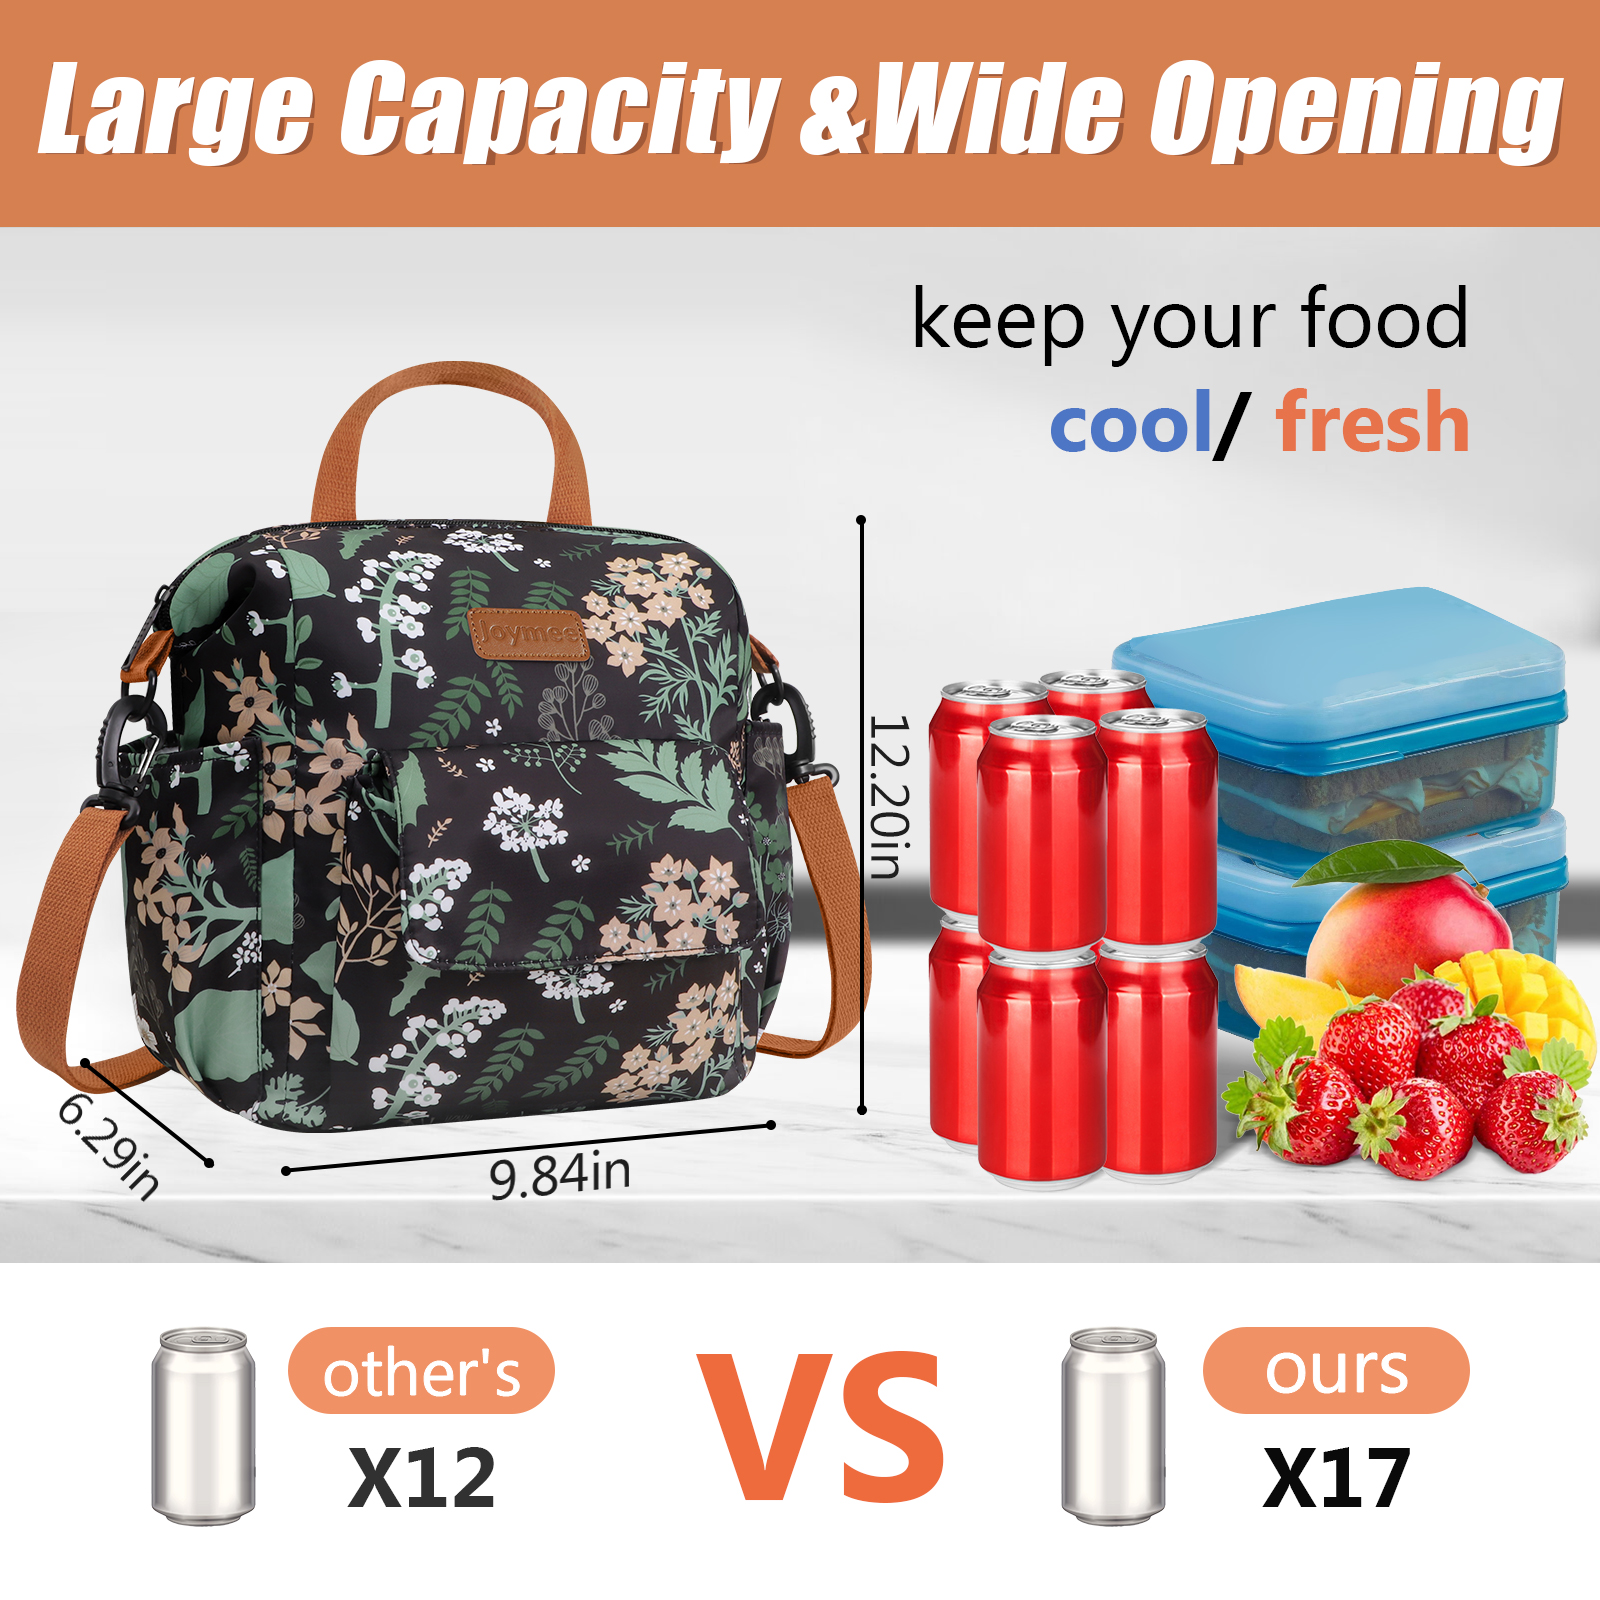 Large Capacity &Wide Opening
keep your food
cool/ fresh
Joymee
12.20in
6.29in
9.84in
other's
X12
VS
ours
X17